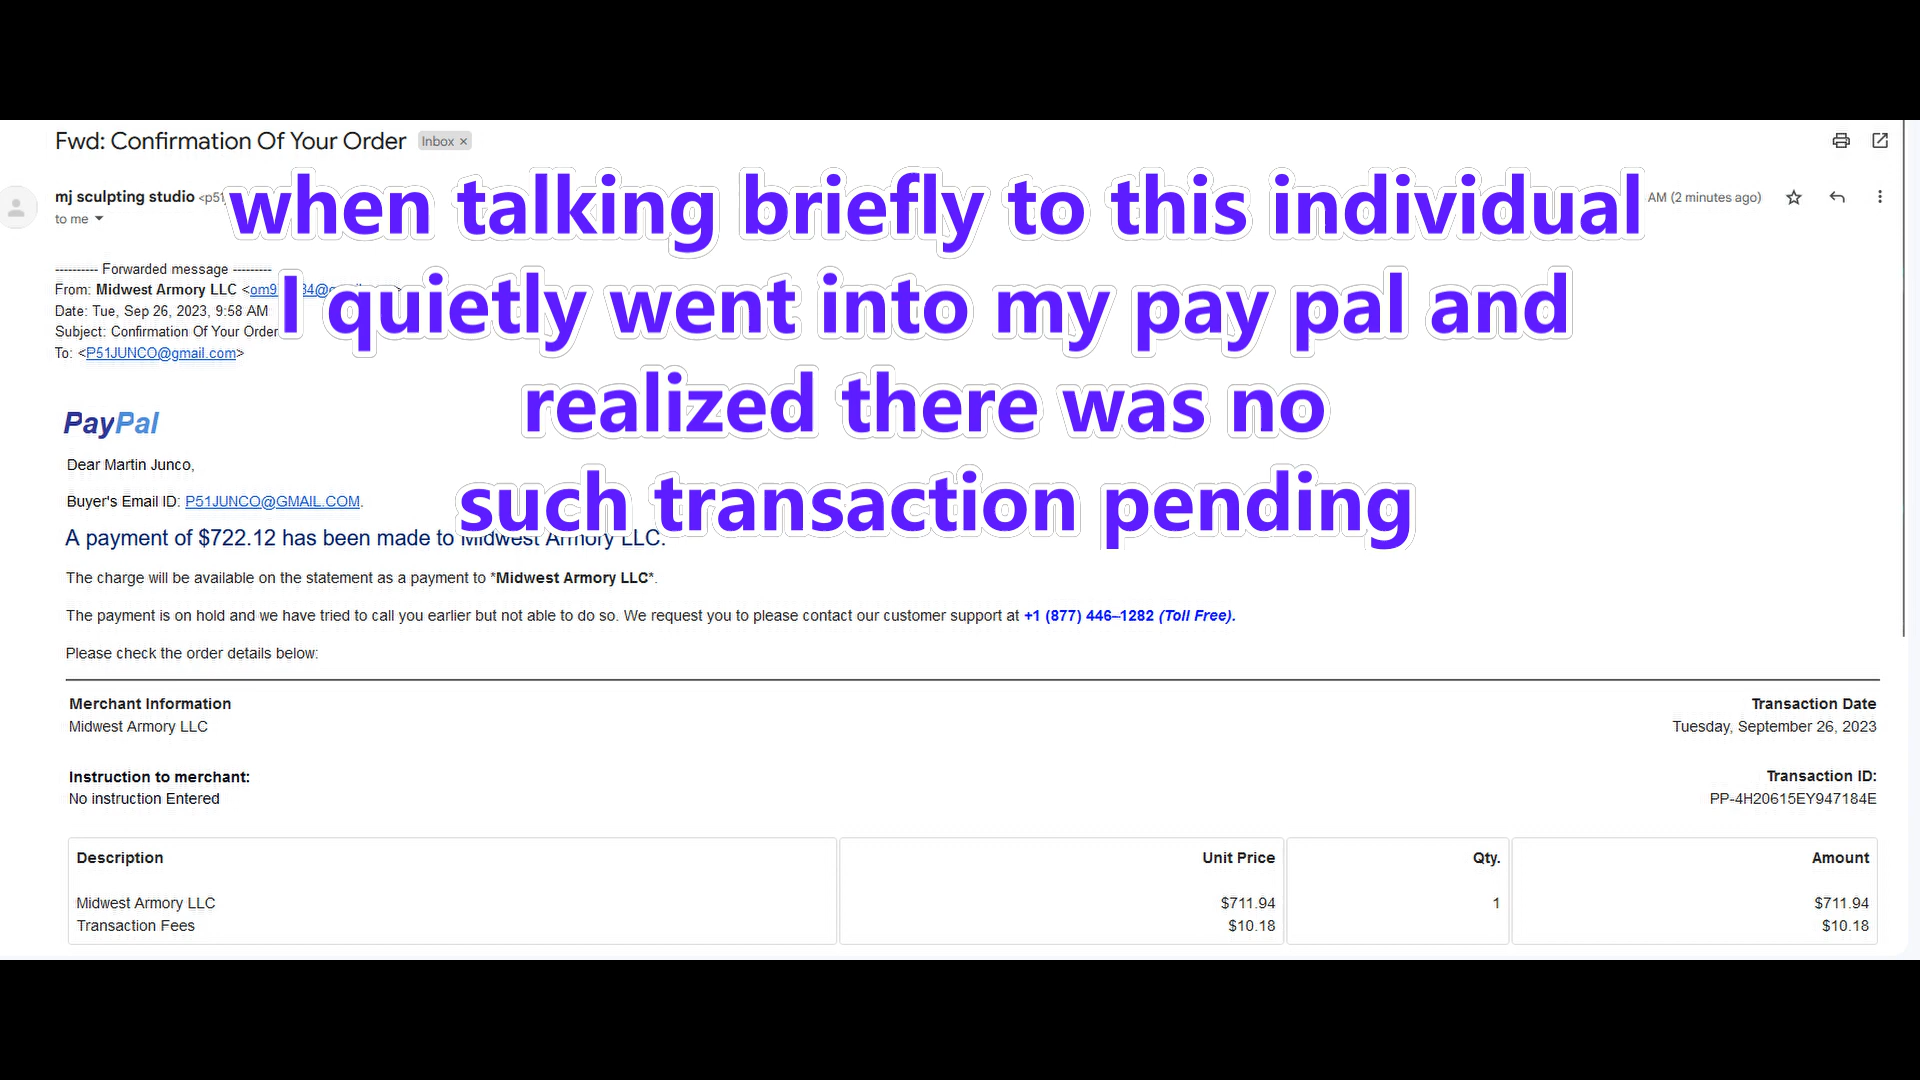 Fwd: Confirmation Of Your Order Inbox ×
mj sculpting studio <p51
AM (2 minutes ago)
to me
when talking briefly to this individual
I quietly went into my pay pal and
realized there was no
such transaction pending
---------- Forwarded message ---------
From: Midwest Armory LLC
Date: Tue, Sep 26, 2023, 9:58 AM
Subject: Confirmation Of Your Order
To: <P51JUNCO@gmail.com>
PayPal
Dear Martin Junco,
Buyer's Email ID: P51JUNCO@GMAIL.COM.
A payment of $722.12 has been made to Midwest Armory LLC.
The charge will be available on the statement as a payment to *Midwest Armory LLC*.
The payment is on hold and we have tried to call you earlier but not able to do so. We request you to please contact our customer support at +1 (877) 446–1282 (Toll Free).
Please check the order details below:
Merchant Information
Midwest Armory LLC
Transaction Date
Tuesday, September 26, 2023
Instruction to merchant:
No instruction Entered
Transaction ID:
PP-4H20615EY947184E
Description Unit Price Qty. Amount
Midwest Armory LLC $711.94 1 $711.94
Transaction Fees $10.18 $10.18